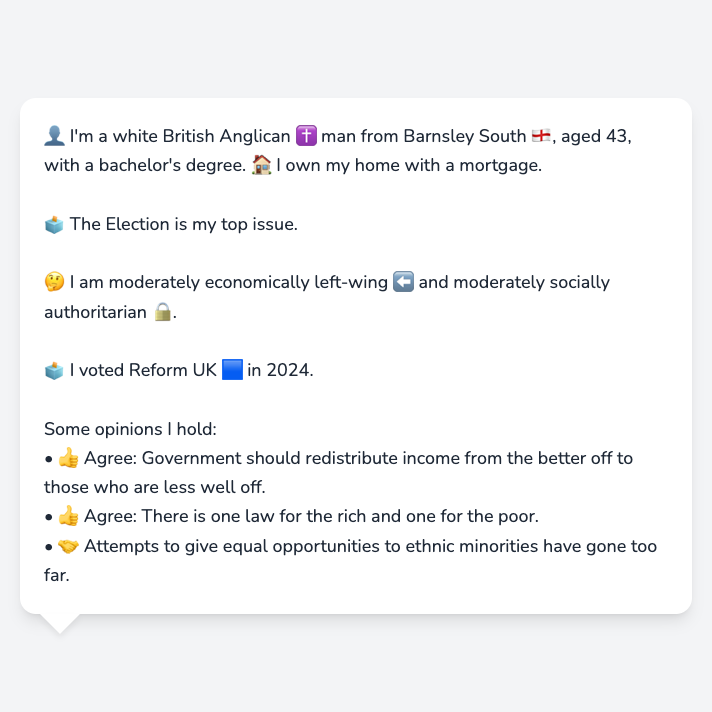 👤 I'm a white British Anglican ✝️ man from Barnsley South 🏴󠁧󠁢󠁥󠁮󠁧󠁿, aged 43,
with a bachelor's degree. 🏠 I own my home with a mortgage.
🗳️ The Election is my top issue.
🤔 I am moderately economically left-wing ⬅️ and moderately socially
authoritarian 🔒.
🗳️ I voted Reform UK 🟦 in 2024.
Some opinions I hold:
• 👍 Agree: Government should redistribute income from the better off to
those who are less well off.
• 👍 Agree: There is one law for the rich and one for the poor.
• 🤝 Attempts to give equal opportunities to ethnic minorities have gone too
far.